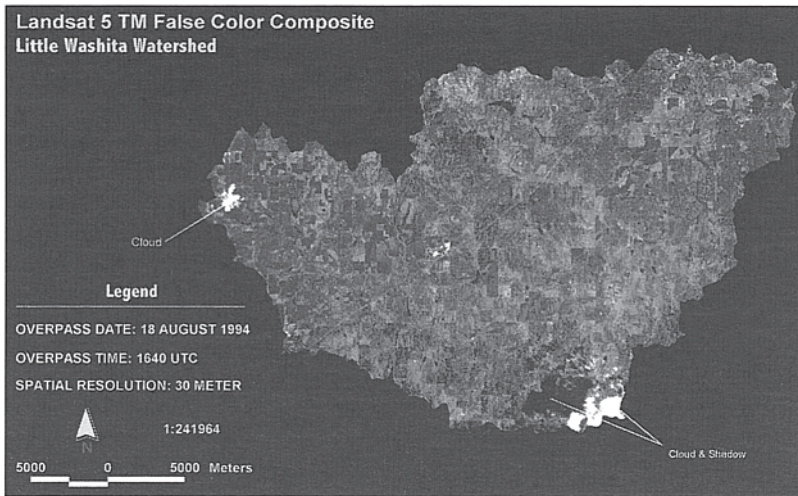 Landsat 5 TM False Color Composite
Little Washita Watershed
Cloud
Legend
OVERPASS DATE: 18 AUGUST 1994
OVERPASS TIME: 1640 UTC
SPATIAL RESOLUTION: 30 METER
N
1:241964
5000 0 5000 Meters
Cloud & Shadow